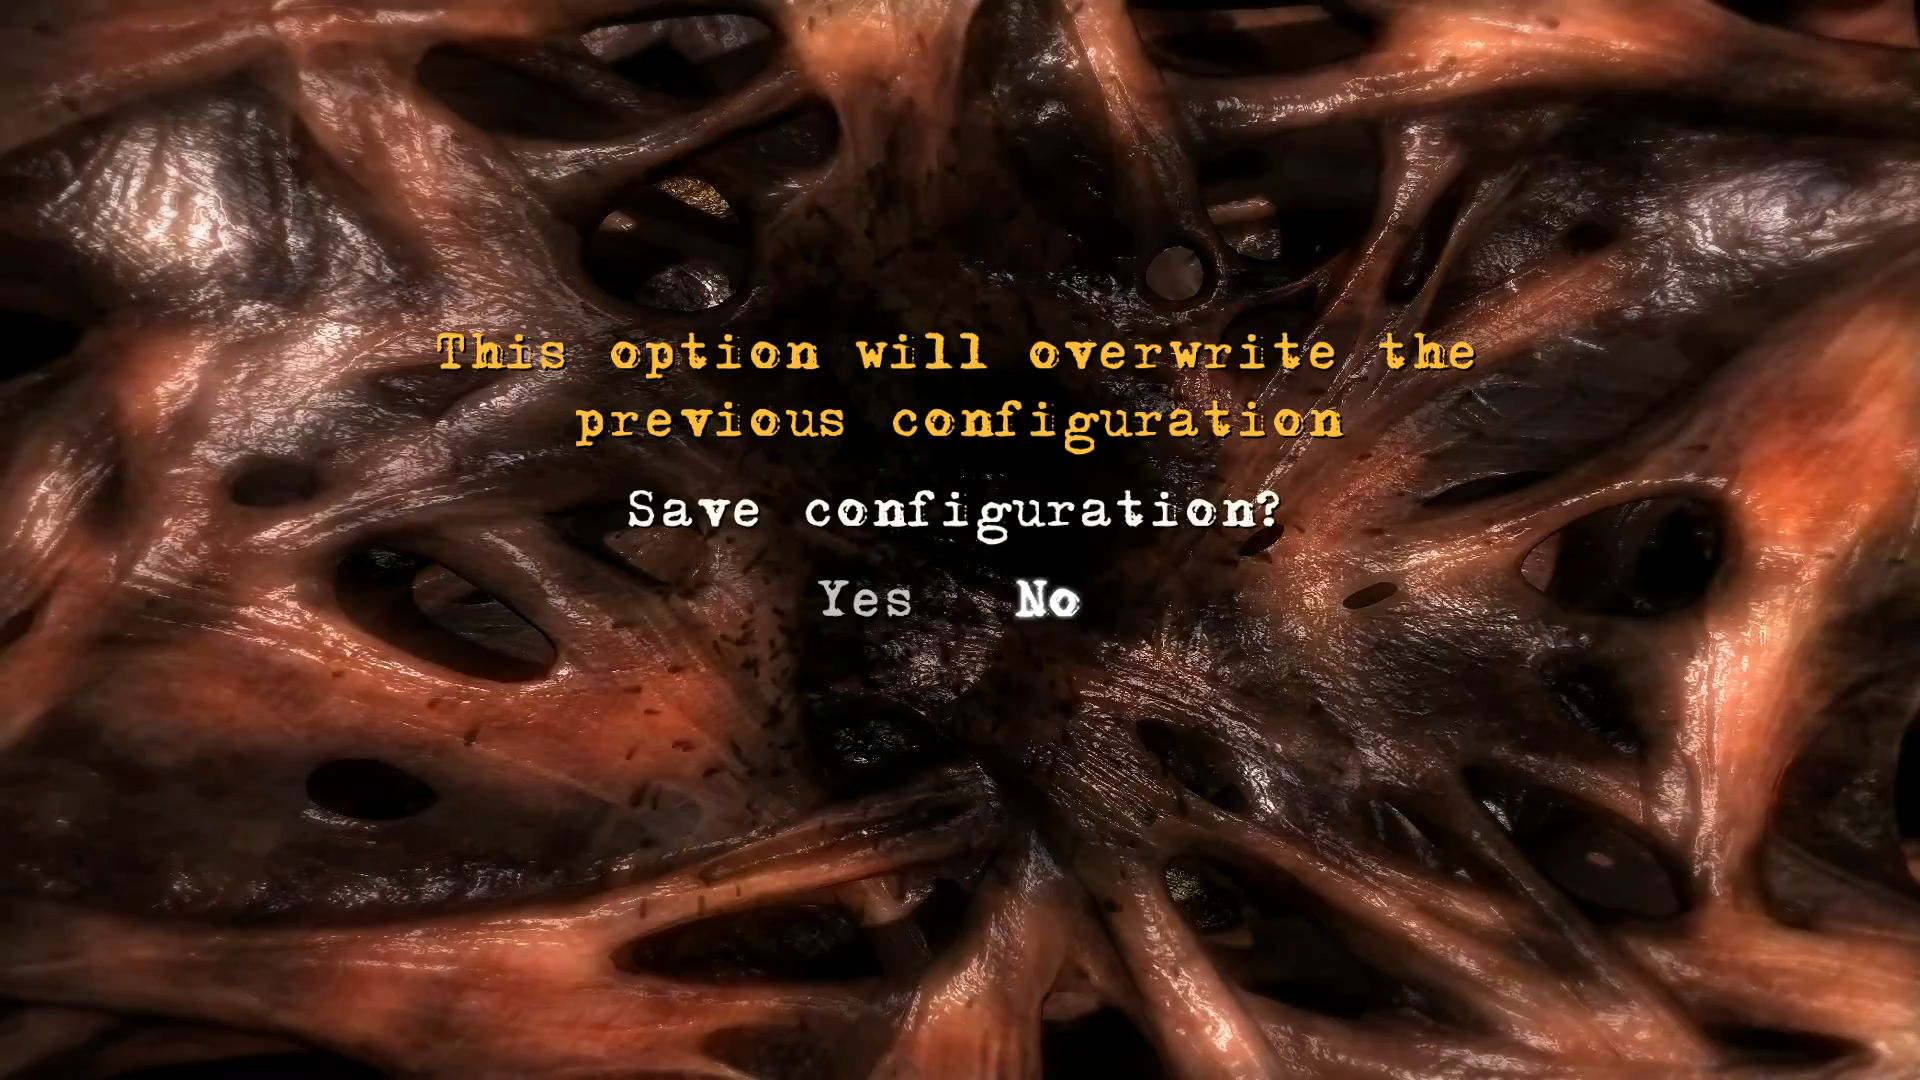 This option will overwrite the
previous configuration
Save configuration?
Yes No